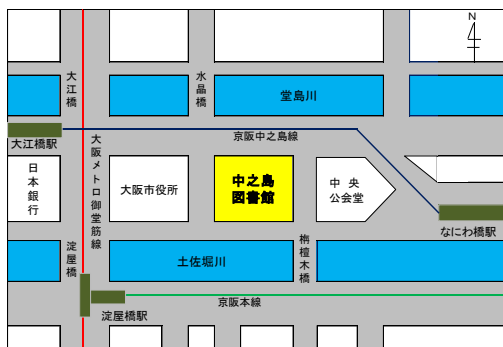 N
大江橋
水晶橋
堂島川
大江橋駅
京阪中之島線
大阪メトロ御堂筋線
日本銀行
大阪市役所
中之島
図書館
中央
公会堂
なにわ橋駅
淀屋橋
土佐堀川
栴檀木橋
京阪本線
淀屋橋駅